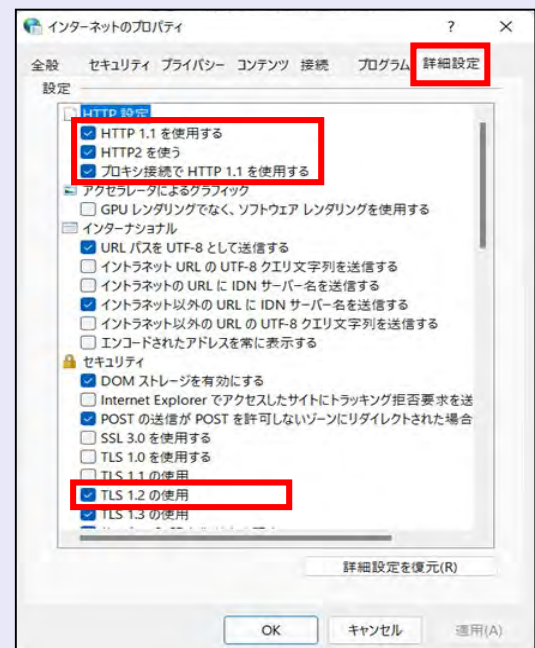 インターネットのプロパティ ? ×
全般 セキュリティ プライバシー コンテンツ 接続 プログラム 詳細設定
設定
HTTP 設定
HTTP 1.1 を使用する
HTTP2 を使う
プロキシ接続で HTTP 1.1 を使用する
アクセラレータによるグラフィック
GPU レンダリングでなく、ソフトウェア レンダリングを使用する
インターナショナル
URL パスを UTF-8 として送信する
イントラネット URL の UTF-8 クエリ文字列を送信する
イントラネットの URL に IDN サーバー名を送信する
イントラネット以外の URL に IDN サーバー名を送信する
イントラネット以外の URL の UTF-8 クエリ文字列を送信する
エンコードされたアドレスを常に表示する
セキュリティ
DOM ストレージを有効にする
Internet Explorer でアクセスしたサイトにトラッキング拒否要求を送
POST の送信が POST を許可しないゾーンにリダイレクトされた場合
SSL 3.0 を使用する
TLS 1.0 を使用する
TLS 1.1 の使用
TLS 1.2 の使用
TLS 1.3 の使用
詳細設定を復元(R)
OK キャンセル 適用(A)